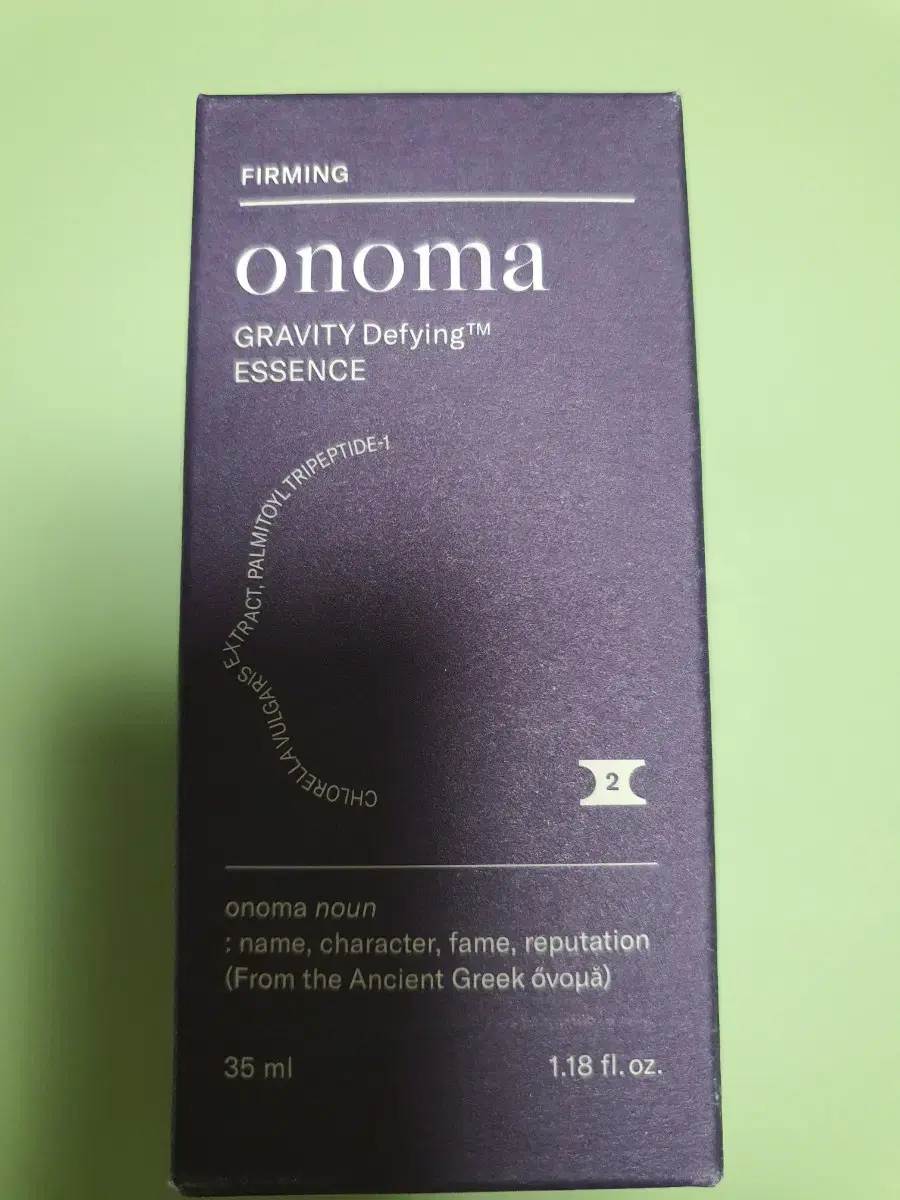 FIRMING
onoma
GRAVITY Defying™
ESSENCE
CHLORELLA VULGARIS EXTRACT, PALMITOYL TRIPEPTIDE-1
2
onoma noun
: name, character, fame, reputation
(From the Ancient Greek őνομᾰ)
35 ml
1.18 fl. oz.